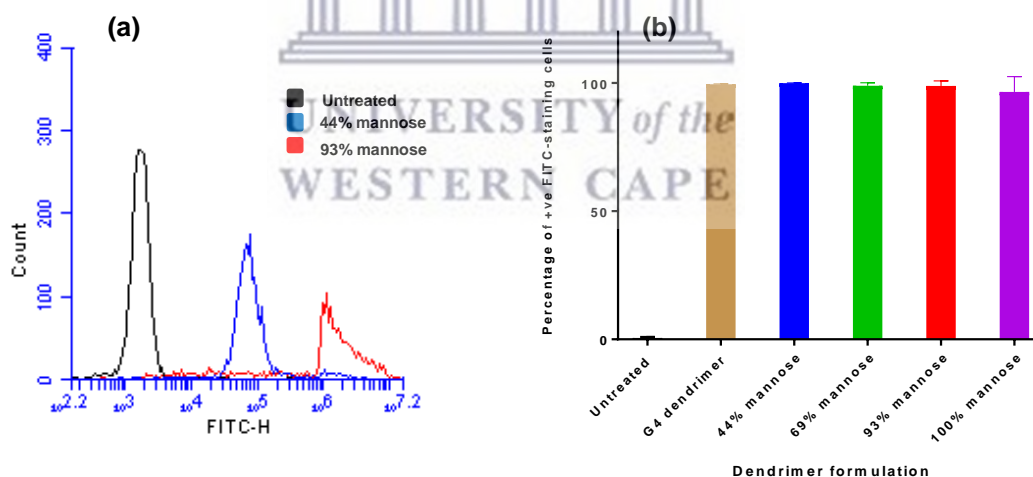 (a)
400
300
200
100
0
Count
10^2.2 10^3 10^4 10^5 10^6 10^7.2
FITC-H
Untreated
44% mannose
93% mannose
UNIVERSITY of the
WESTERN CAPE
(b)
Percentage of +ve FITC-staining cells
100
50
0
Untreated
G4 dendrimer
44% mannose
69% mannose
93% mannose
100% mannose
Dendrimer formulation